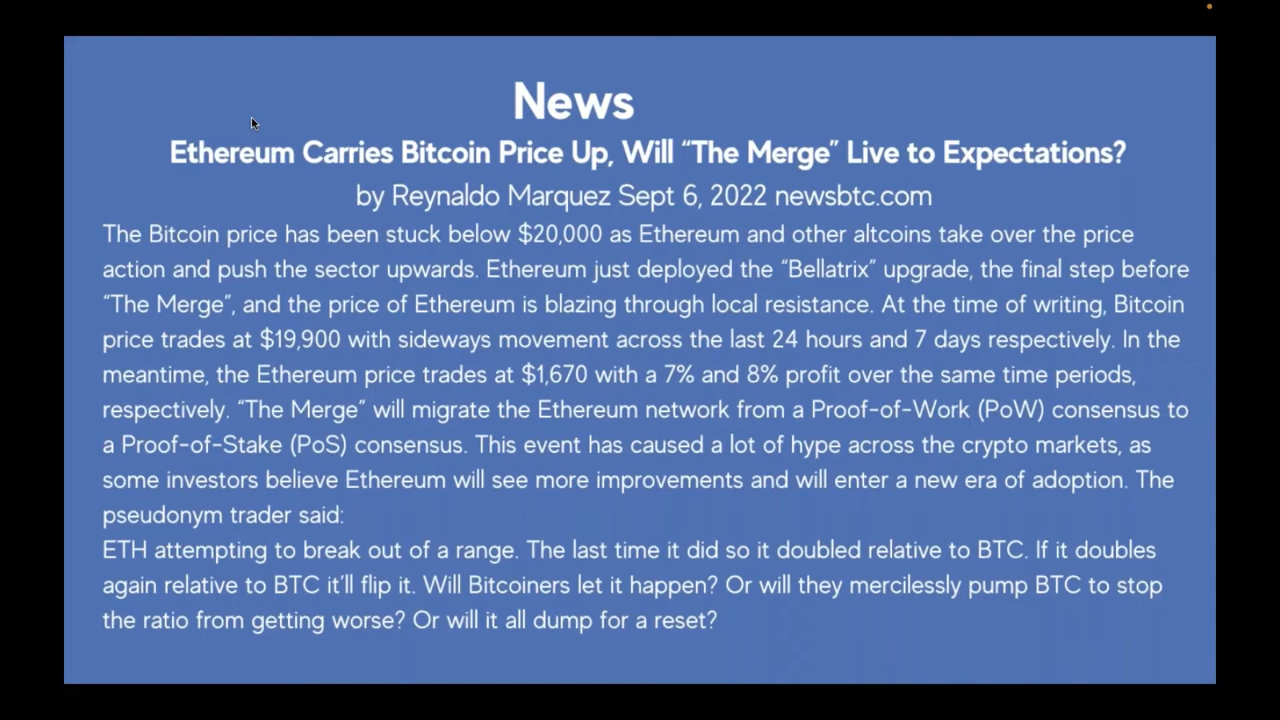 News
Ethereum Carries Bitcoin Price Up, Will “The Merge” Live to Expectations?
by Reynaldo Marquez Sept 6, 2022 newsbtc.com
The Bitcoin price has been stuck below $20,000 as Ethereum and other altcoins take over the price
action and push the sector upwards. Ethereum just deployed the “Bellatrix” upgrade, the final step before
“The Merge”, and the price of Ethereum is blazing through local resistance. At the time of writing, Bitcoin
price trades at $19,900 with sideways movement across the last 24 hours and 7 days respectively. In the
meantime, the Ethereum price trades at $1,670 with a 7% and 8% profit over the same time periods,
respectively. “The Merge” will migrate the Ethereum network from a Proof-of-Work (PoW) consensus to
a Proof-of-Stake (PoS) consensus. This event has caused a lot of hype across the crypto markets, as
some investors believe Ethereum will see more improvements and will enter a new era of adoption. The
pseudonym trader said:
ETH attempting to break out of a range. The last time it did so it doubled relative to BTC. If it doubles
again relative to BTC it’ll flip it. Will Bitcoiners let it happen? Or will they mercilessly pump BTC to stop
the ratio from getting worse? Or will it all dump for a reset?